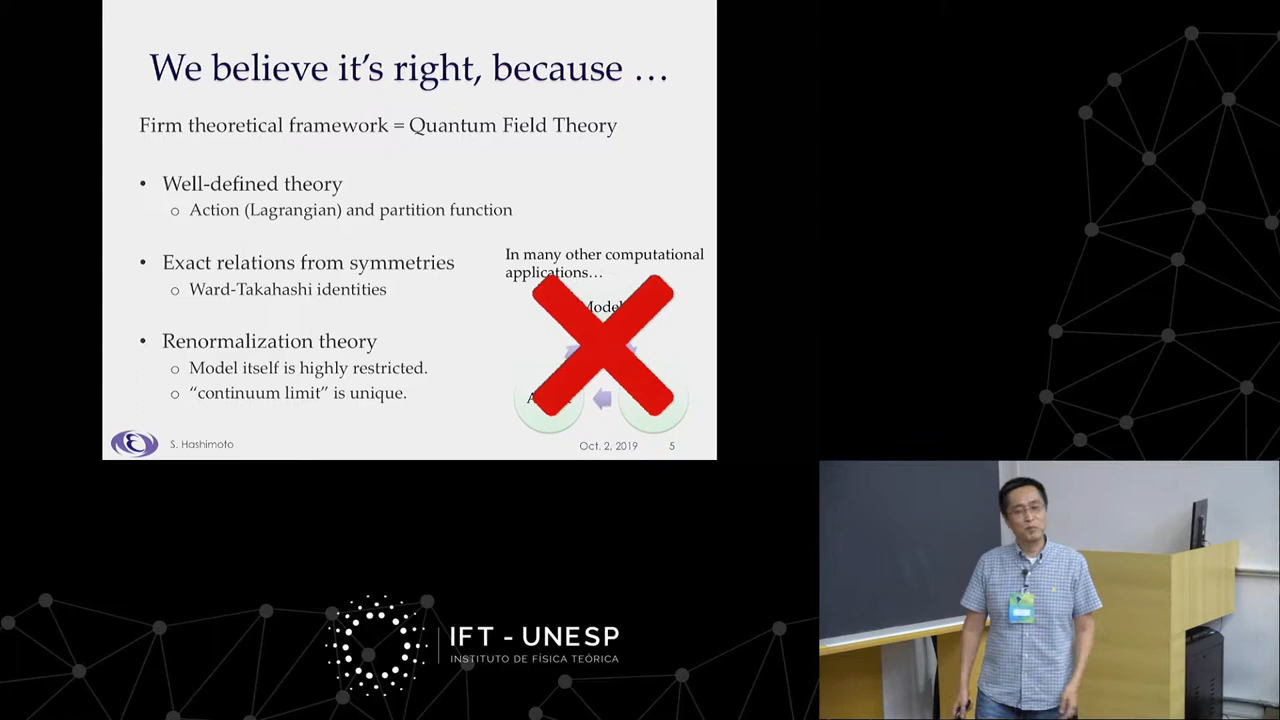 We believe it's right, because …
Firm theoretical framework = Quantum Field Theory
• Well-defined theory
o Action (Lagrangian) and partition function
• Exact relations from symmetries
o Ward-Takahashi identities
• Renormalization theory
o Model itself is highly restricted.
o “continuum limit” is unique.
In many other computational
applications…
Model
S. Hashimoto
Oct. 2, 2019
5
IFT - UNESP
INSTITUTO DE FÍSICA TEÓRICA